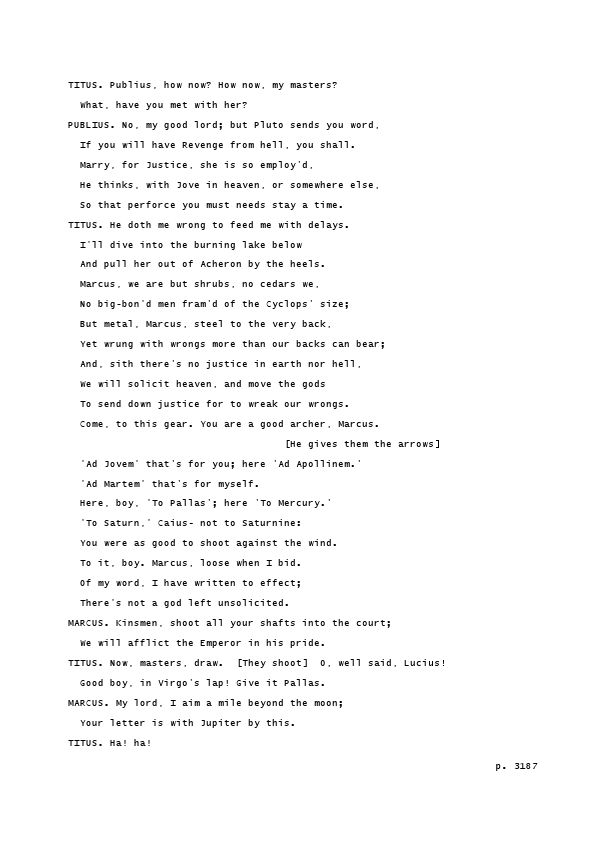 TITUS. Publius, how now? How now, my masters?
What, have you met with her?
PUBLIUS. No, my good lord; but Pluto sends you word,
If you will have Revenge from hell, you shall.
Marry, for Justice, she is so employ'd,
He thinks, with Jove in heaven, or somewhere else,
So that perforce you must needs stay a time.
TITUS. He doth me wrong to feed me with delays.
I'll dive into the burning lake below
And pull her out of Acheron by the heels.
Marcus, we are but shrubs, no cedars we,
No big-bon'd men fram'd of the Cyclops' size;
But metal, Marcus, steel to the very back,
Yet wrung with wrongs more than our backs can bear;
And, sith there's no justice in earth nor hell,
We will solicit heaven, and move the gods
To send down justice for to wreak our wrongs.
Come, to this gear. You are a good archer, Marcus.
[He gives them the arrows]
'Ad Jovem' that's for you; here 'Ad Apollinem.'
'Ad Martem' that's for myself.
Here, boy, 'To Pallas'; here 'To Mercury.'
'To Saturn,' Caius- not to Saturnine:
You were as good to shoot against the wind.
To it, boy. Marcus, loose when I bid.
Of my word, I have written to effect;
There's not a god left unsolicited.
MARCUS. Kinsmen, shoot all your shafts into the court;
We will afflict the Emperor in his pride.
TITUS. Now, masters, draw.  [They shoot]  O, well said, Lucius!
Good boy, in Virgo's lap! Give it Pallas.
MARCUS. My lord, I aim a mile beyond the moon;
Your letter is with Jupiter by this.
TITUS. Ha! ha!
p. 3187